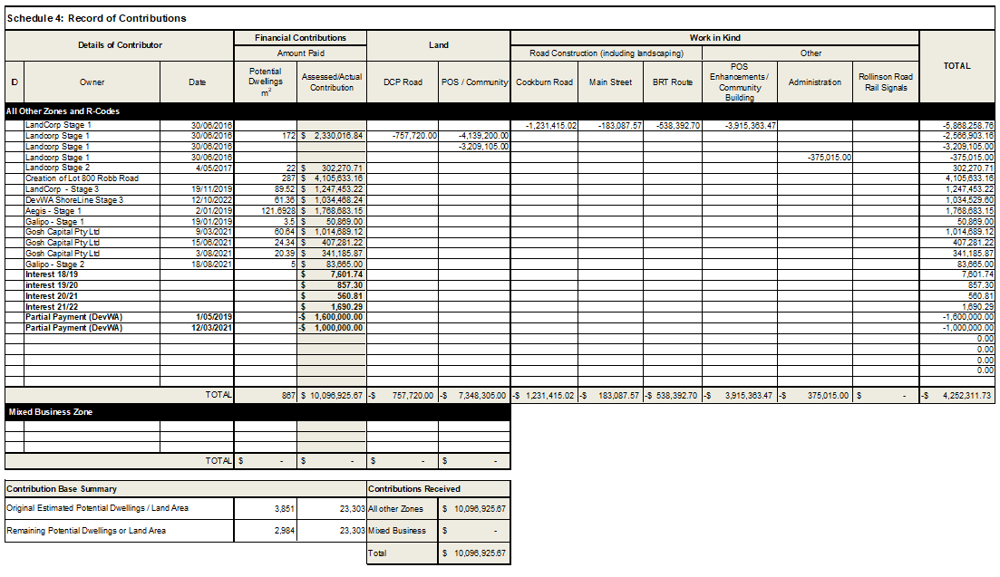 Schedule 4: Record of Contributions
Details of Contributor Financial Contributions Land Work in Kind TOTAL
Amount Paid Road Construction (including landscaping) Other
ID Owner Date Potential Dwellings m² Assessed/Actual Contribution DCP Road POS / Community Cockburn Road Main Street BRT Route POS Enhancements/ Community Building Administration Rollinson Road Rail Signals
All Other Zones and R-Codes
LandCorp Stage 1 30/06/2016 -1,231,415.02 -183,087.57 -538,392.70 -3,915,363.47 -5,868,258.76
Landcorp Stage 1 30/06/2016 172 $ 2,330,016.84 -757,720.00 -4,139,200.00 -2,566,903.16
Landcorp Stage 1 30/06/2016 -3,209,105.00 -3,209,105.00
Landcorp Stage 1 30/06/2016 -375,015.00 -375,015.00
Landcorp Stage 2 4/05/2017 22 $ 302,270.71 302,270.71
Creation of Lot 800 Robb Road 287 $ 4,105,633.16 4,105,633.16
LandCorp - Stage 3 19/11/2019 89.52 $ 1,247,453.22 1,247,453.22
DevWA ShoreLine Stage 3 12/10/2022 61.36 $ 1,034,468.24 1,034,529.60
Aegis - Stage 1 2/01/2019 121.6928 $ 1,768,683.15 1,768,683.15
Galipo - Stage 1 19/01/2019 3.5 $ 50,869.00 50,869.00
Gosh Capital Pty Ltd 9/03/2021 60.64 $ 1,014,689.12 1,014,689.12
Gosh Capital Pty Ltd 15/06/2021 24.34 $ 407,281.22 407,281.22
Gosh Capital Pty Ltd 3/08/2021 20.39 $ 341,185.87 341,185.87
Galipo - Stage 2 18/08/2021 5 $ 83,665.00 83,665.00
Interest 18/19 $ 7,601.74 7,601.74
interest 19/20 $ 857.30 857.30
Interest 20/21 $ 560.81 560.81
Interest 21/22 $ 1,690.29 1,690.29
Partial Payment (DevWA) 1/05/2019 -$ 1,600,000.00 -1,600,000.00
Partial Payment (DevWA) 12/03/2021 -$ 1,000,000.00 -1,000,000.00
0.00
0.00
0.00
0.00
TOTAL 867 $ 10,096,925.67 -$ 757,720.00 -$ 7,348,305.00 -$ 1,231,415.02 -$ 183,087.57 -$ 538,392.70 -$ 3,915,363.47 -$ 375,015.00 $ - -$ 4,252,311.73
Mixed Business Zone
TOTAL $ - $ - $ - $ -
Contribution Base Summary Contributions Received
Original Estimated Potential Dwellings / Land Area 3,851 23,303 All other Zones $ 10,096,925.67
Remaining Potential Dwellings or Land Area 2,984 23,303 Mixed Business $ -
Total $ 10,096,925.67